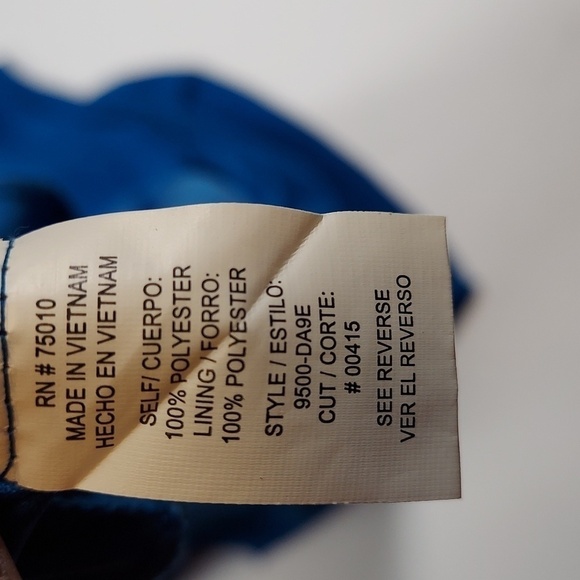 RN # 75010
MADE IN VIETNAM
HECHO EN VIETNAM
SELF/ CUERPO:
100% POLYESTER
LINING / FORRO:
100% POLYESTER
STYLE / ESTILO:
9500-DA9E
CUT / CORTE:
# 00415
SEE REVERSE
VER EL REVERSO